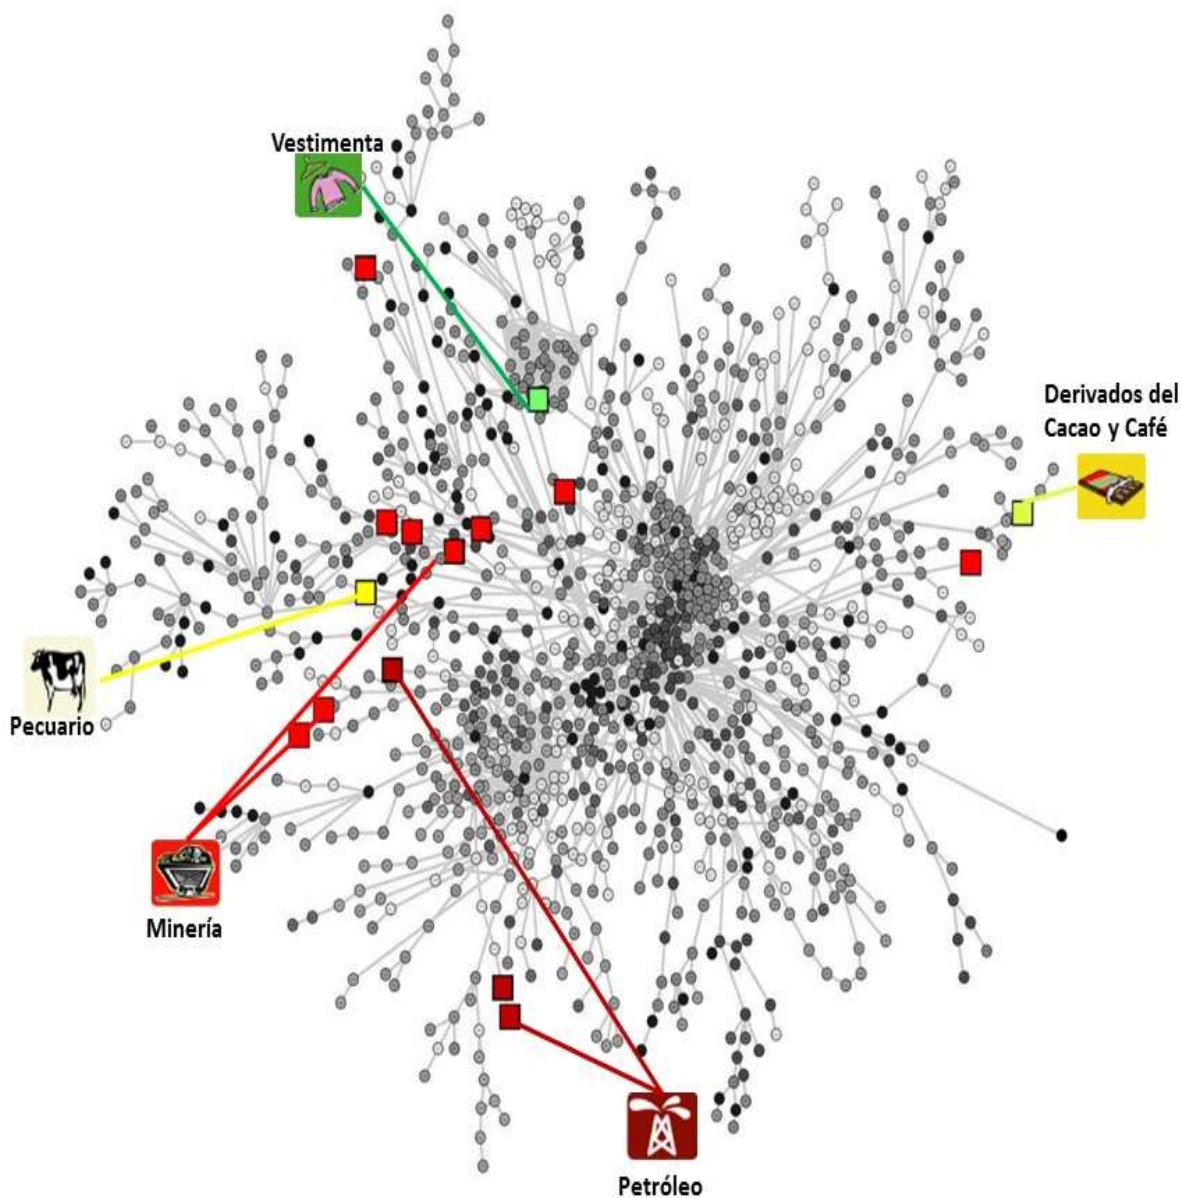 Vestimenta
Derivados del
Cacao y Café
Pecuario
Minería
Petróleo